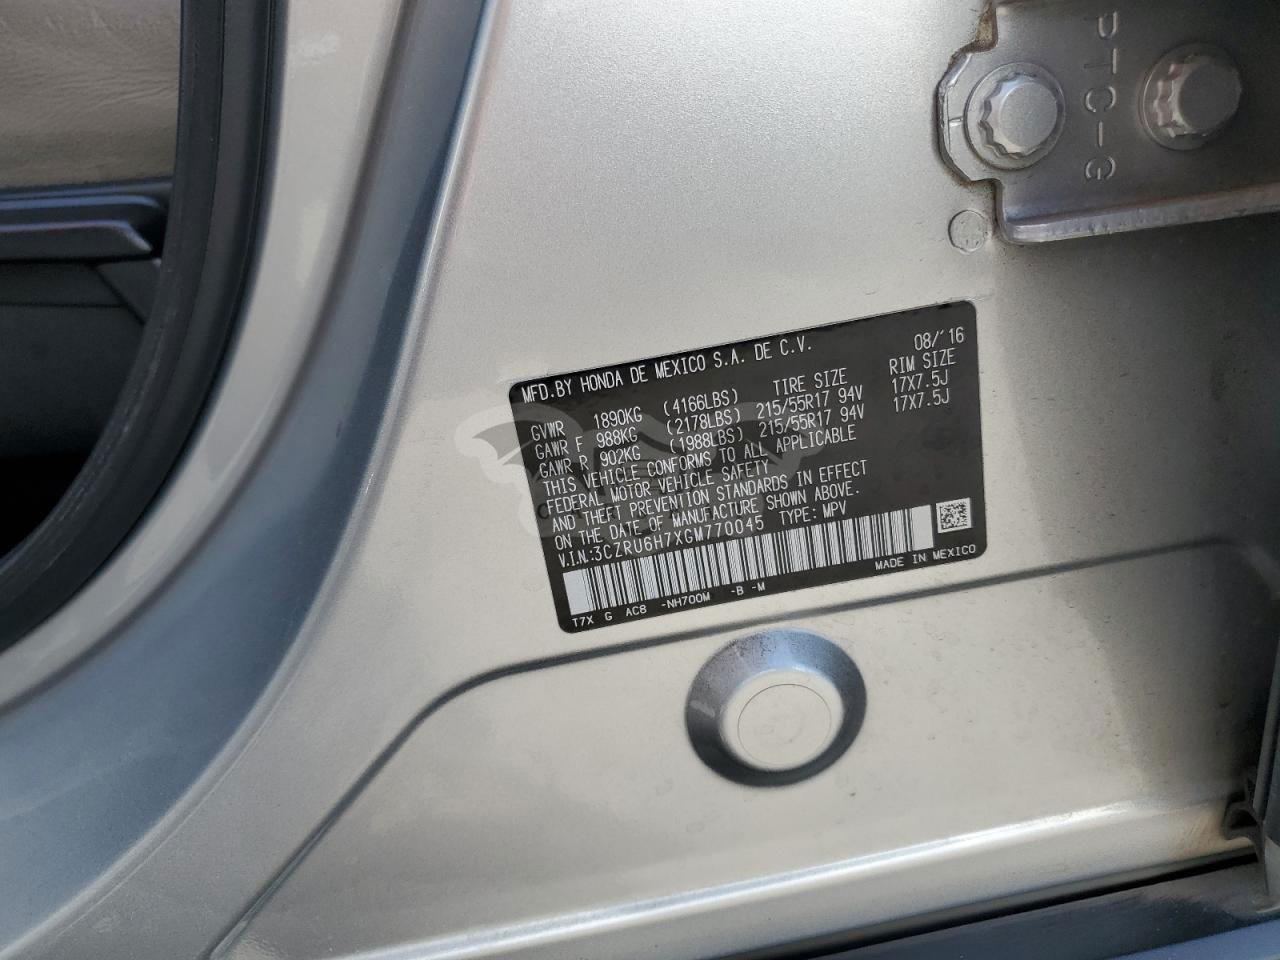 PTC-G
MFD.BY HONDA DE MEXICO S.A. DE C.V. 08/'16
TIRE SIZE RIM SIZE
GVWR 1890KG (4166LBS)
GAWR F 988KG (2178LBS) 215/55R17 94V 17X7.5J
GAWR R 902KG (1988LBS) 215/55R17 94V 17X7.5J
THIS VEHICLE CONFORMS TO ALL APPLICABLE
FEDERAL MOTOR VEHICLE SAFETY
AND THEFT PREVENTION STANDARDS IN EFFECT
ON THE DATE OF MANUFACTURE SHOWN ABOVE.
V.I.N.:3CZRU6H7XGM770045 TYPE: MPV
T7X G AC8 -NH700M -B -M MADE IN MEXICO